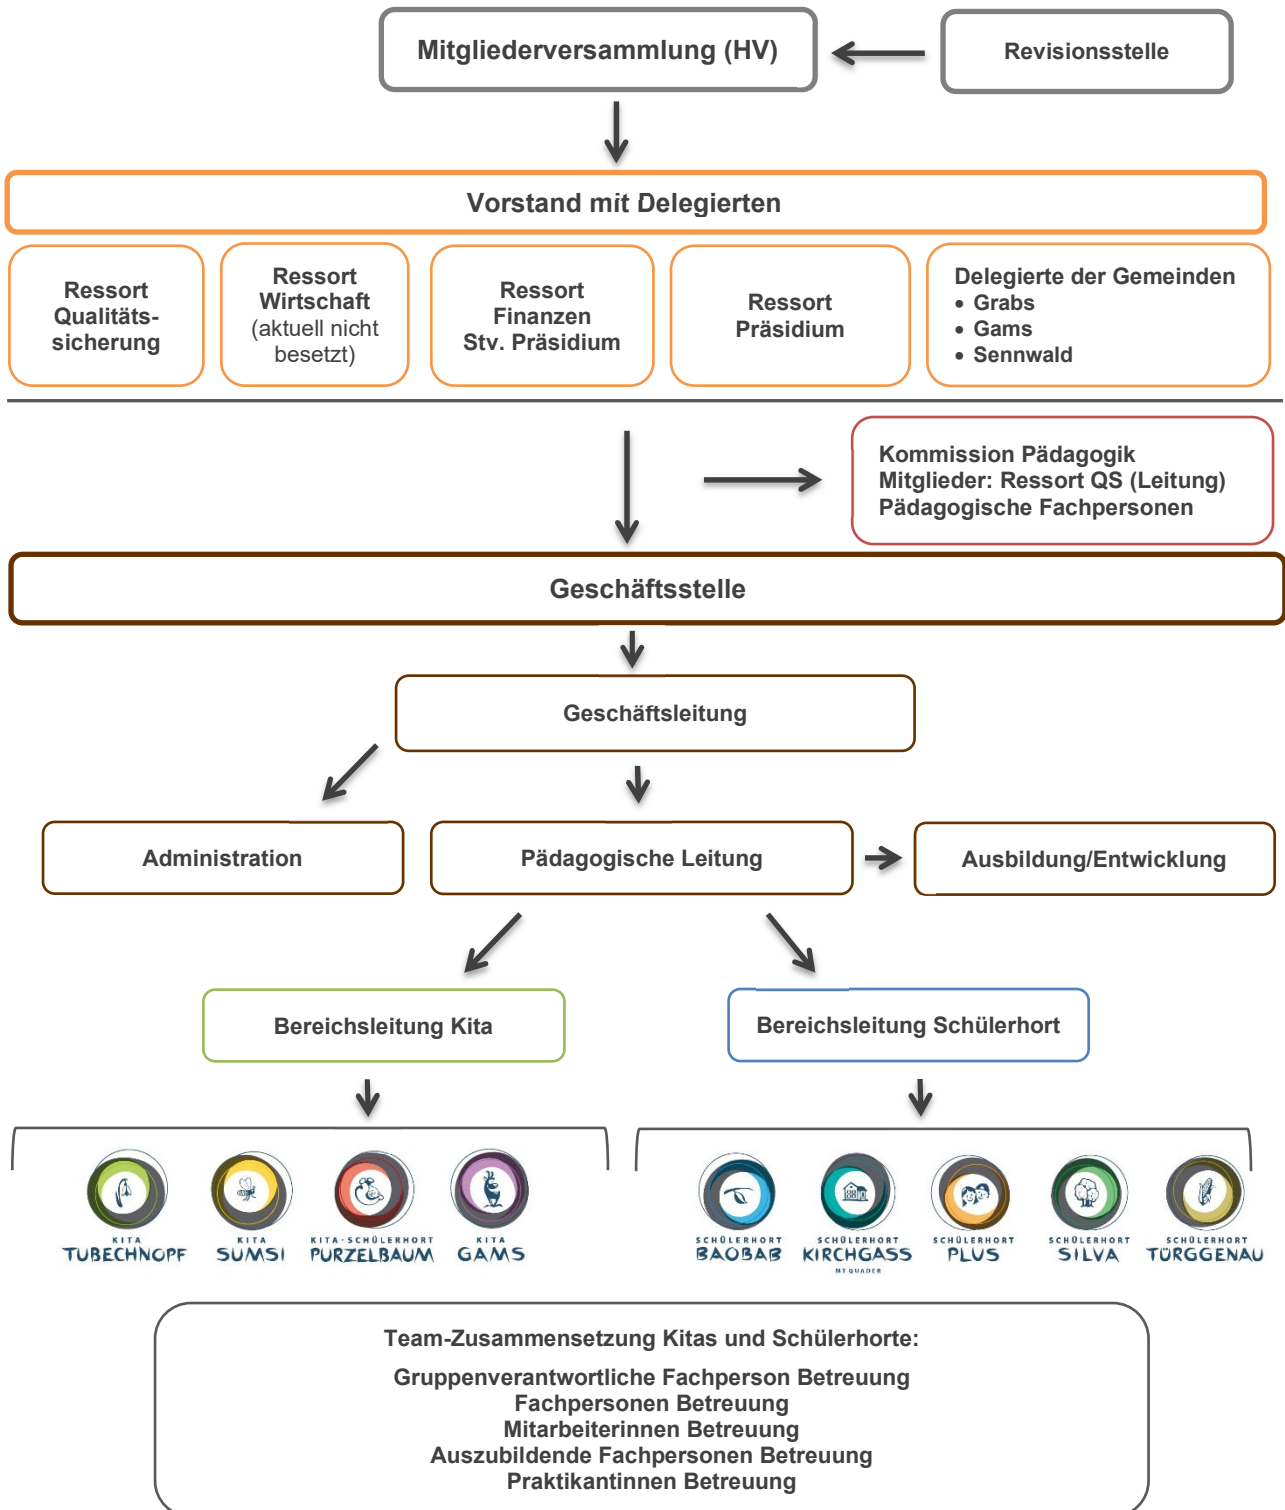 Mitgliederversammlung (HV)
Revisionsstelle
Vorstand mit Delegierten
Ressort
Qualitäts-
sicherung
Ressort
Wirtschaft
(aktuell nicht
besetzt)
Ressort
Finanzen
Stv. Präsidium
Ressort
Präsidium
Delegierte der Gemeinden
• Grabs
• Gams
• Sennwald
Kommission Pädagogik
Mitglieder: Ressort QS (Leitung)
Pädagogische Fachpersonen
Geschäftsstelle
Geschäftsleitung
Administration
Pädagogische Leitung
Ausbildung/Entwicklung
Bereichsleitung Kita
Bereichsleitung Schülerhort
KITA
TUBECHNOPF
KITA
SUMSI
KITA-SCHÜLERHORT
PURZELBAUM
KITA
GAMS
SCHÜLERHORT
BAOBAB
SCHÜLERHORT
KIRCHGASS
MT QUADER
SCHÜLERHORT
PLUS
SCHÜLERHORT
SILVA
SCHÜLERHORT
TÜRGGENAU
Team-Zusammensetzung Kitas und Schülerhorte:
Gruppenverantwortliche Fachperson Betreuung
Fachpersonen Betreuung
Mitarbeiterinnen Betreuung
Auszubildende Fachpersonen Betreuung
Praktikantinnen Betreuung